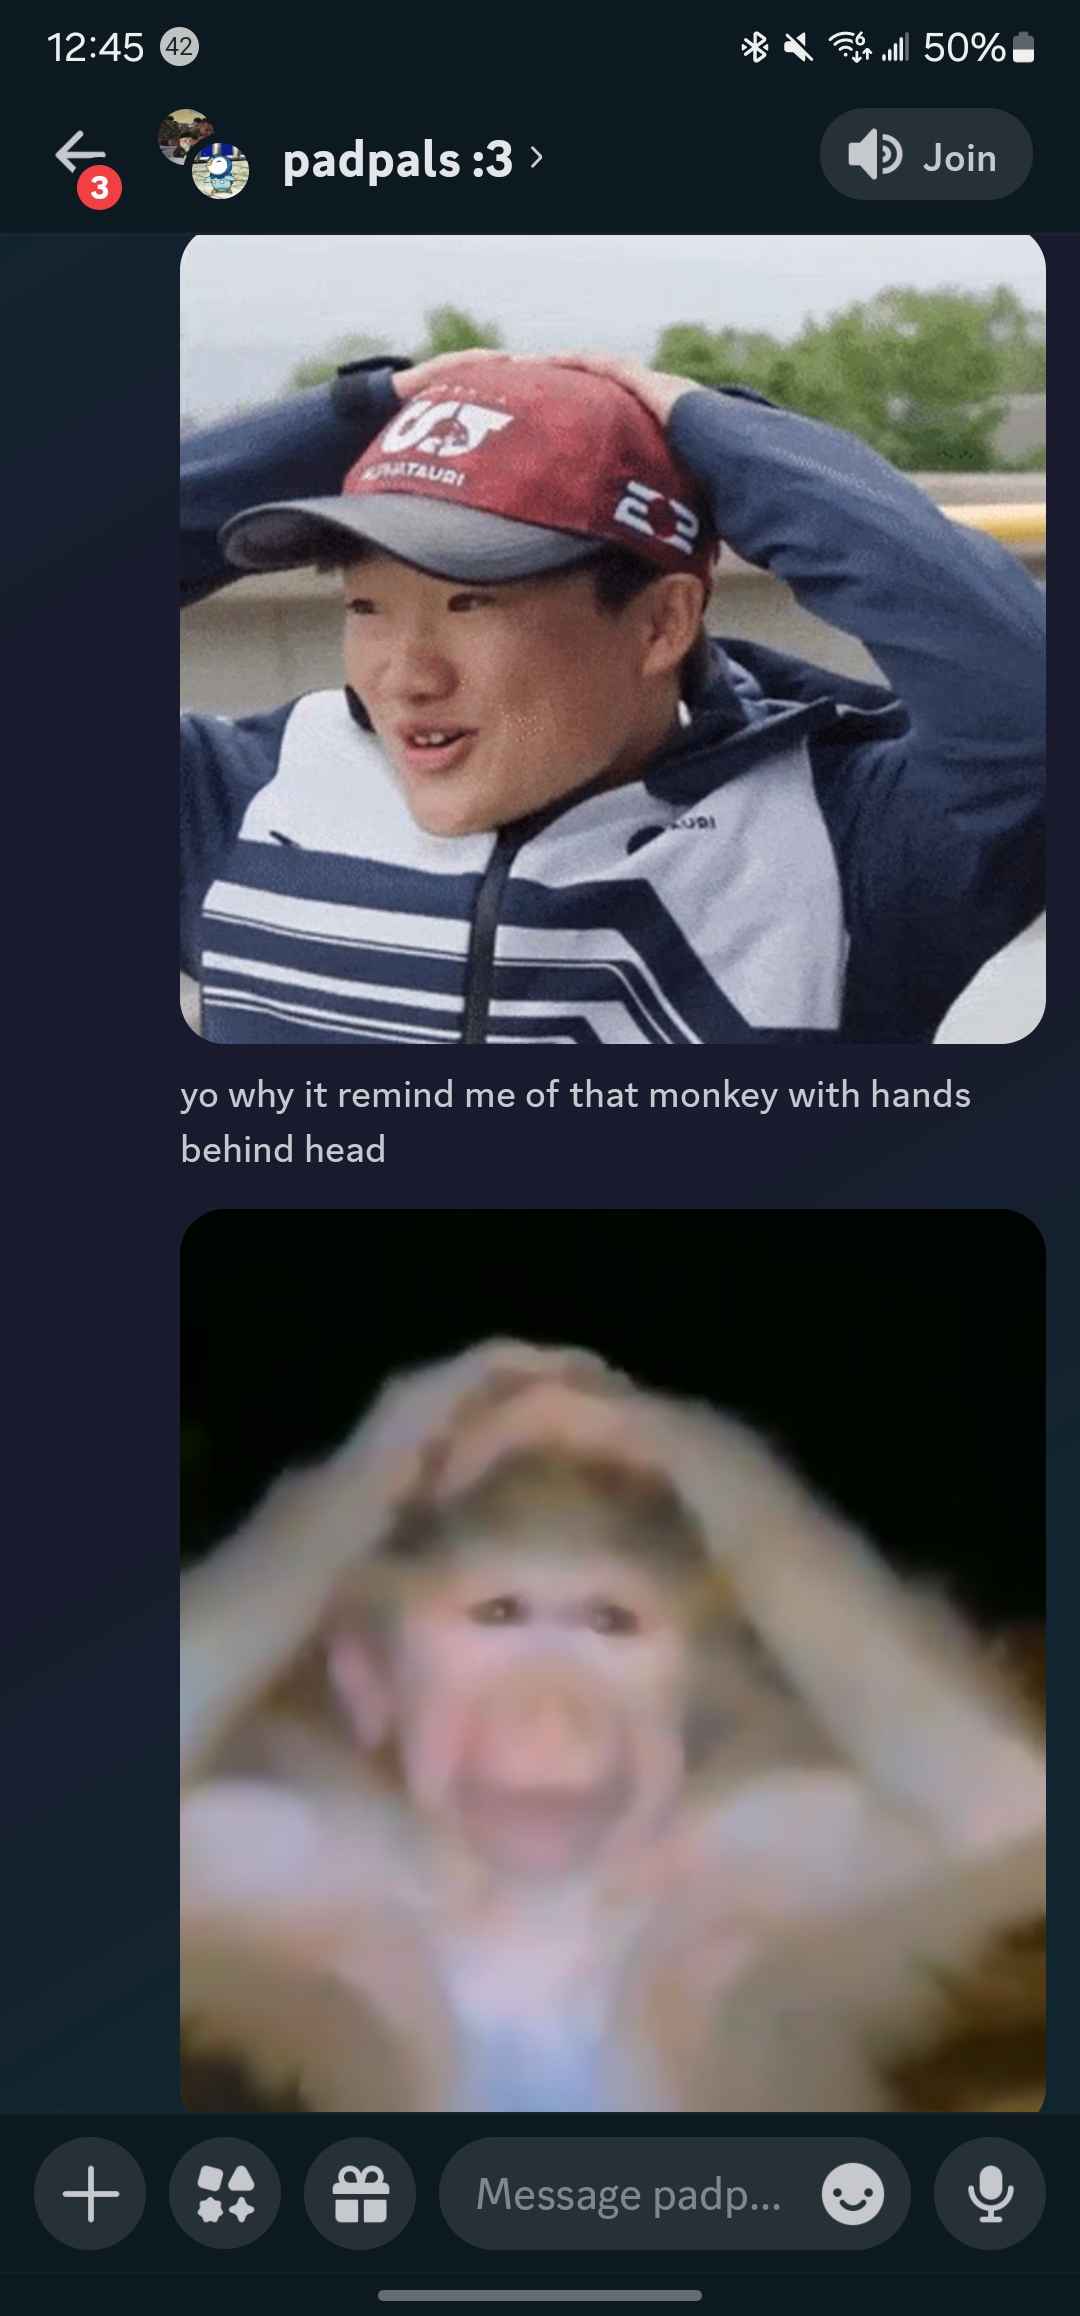 12:45 42 50%
3 padpals :3 Join
ALPHATAURI
yo why it remind me of that monkey with hands
behind head
Message padp...